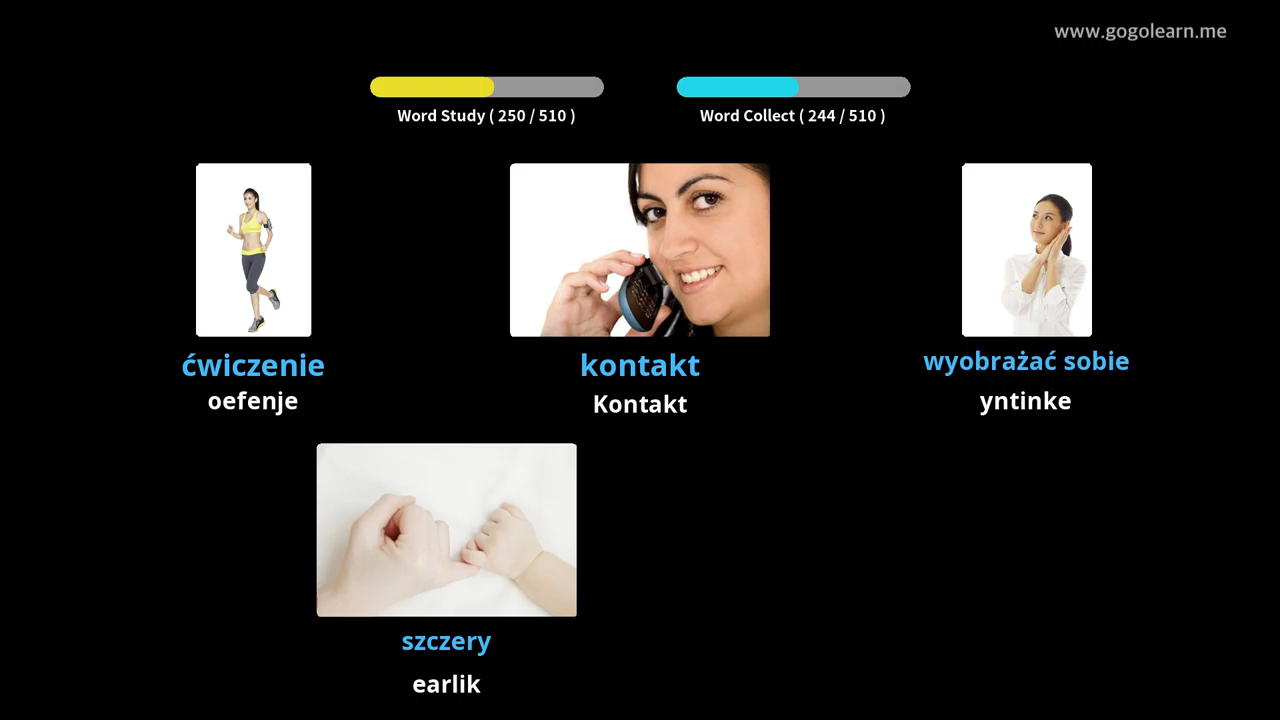 www.gogolearn.me
Word Study ( 250 / 510 )
Word Collect ( 244 / 510 )
ćwiczenie
oefenje
kontakt
Kontakt
wyobrażać sobie
yntinke
szczery
earlik